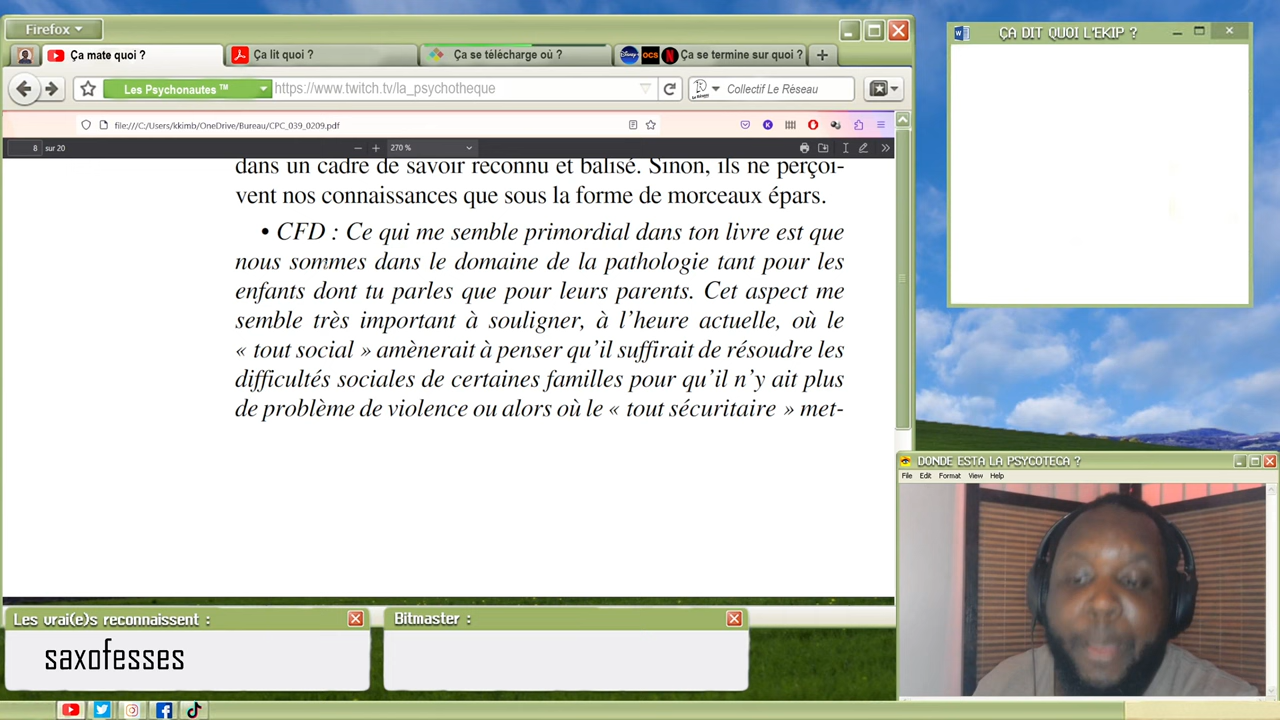 Firefox
Ça mate quoi ?
Ça lit quoi ?
Ça se télécharge où ?
Disney+
OCS
Ça se termine sur quoi ?
Les Psychonautes ™
https://www.twitch.tv/la_psychotheque
Collectif Le Réseau
file:///C:/Users/kkimb/OneDrive/Bureau/CPC_039_0209.pdf
8 sur 20
270 %
dans un cadre de savoir reconnu et balisé. Sinon, ils ne perçoi-
vent nos connaissances que sous la forme de morceaux épars.
• CFD : Ce qui me semble primordial dans ton livre est que
nous sommes dans le domaine de la pathologie tant pour les
enfants dont tu parles que pour leurs parents. Cet aspect me
semble très important à souligner, à l'heure actuelle, où le
« tout social » amènerait à penser qu'il suffirait de résoudre les
difficultés sociales de certaines familles pour qu'il n'y ait plus
de problème de violence ou alors où le « tout sécuritaire » met-
Les vrai(e)s reconnaissent :
saxofesses
Bitmaster :
ÇA DIT QUOI L'EKIP ?
DONDE ESTA LA PSYCOTECA ?
File Edit Format View Help